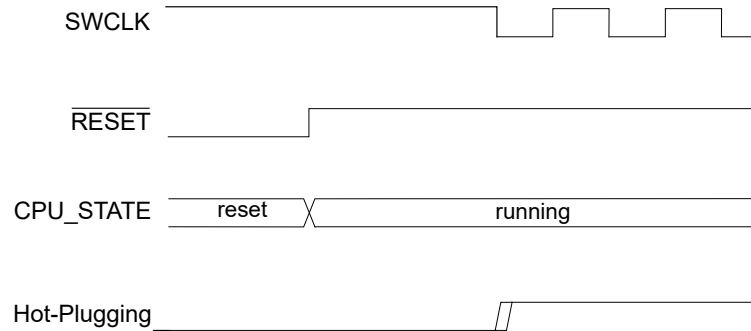 SWCLK
RESET
CPU_STATE reset running
Hot-Plugging